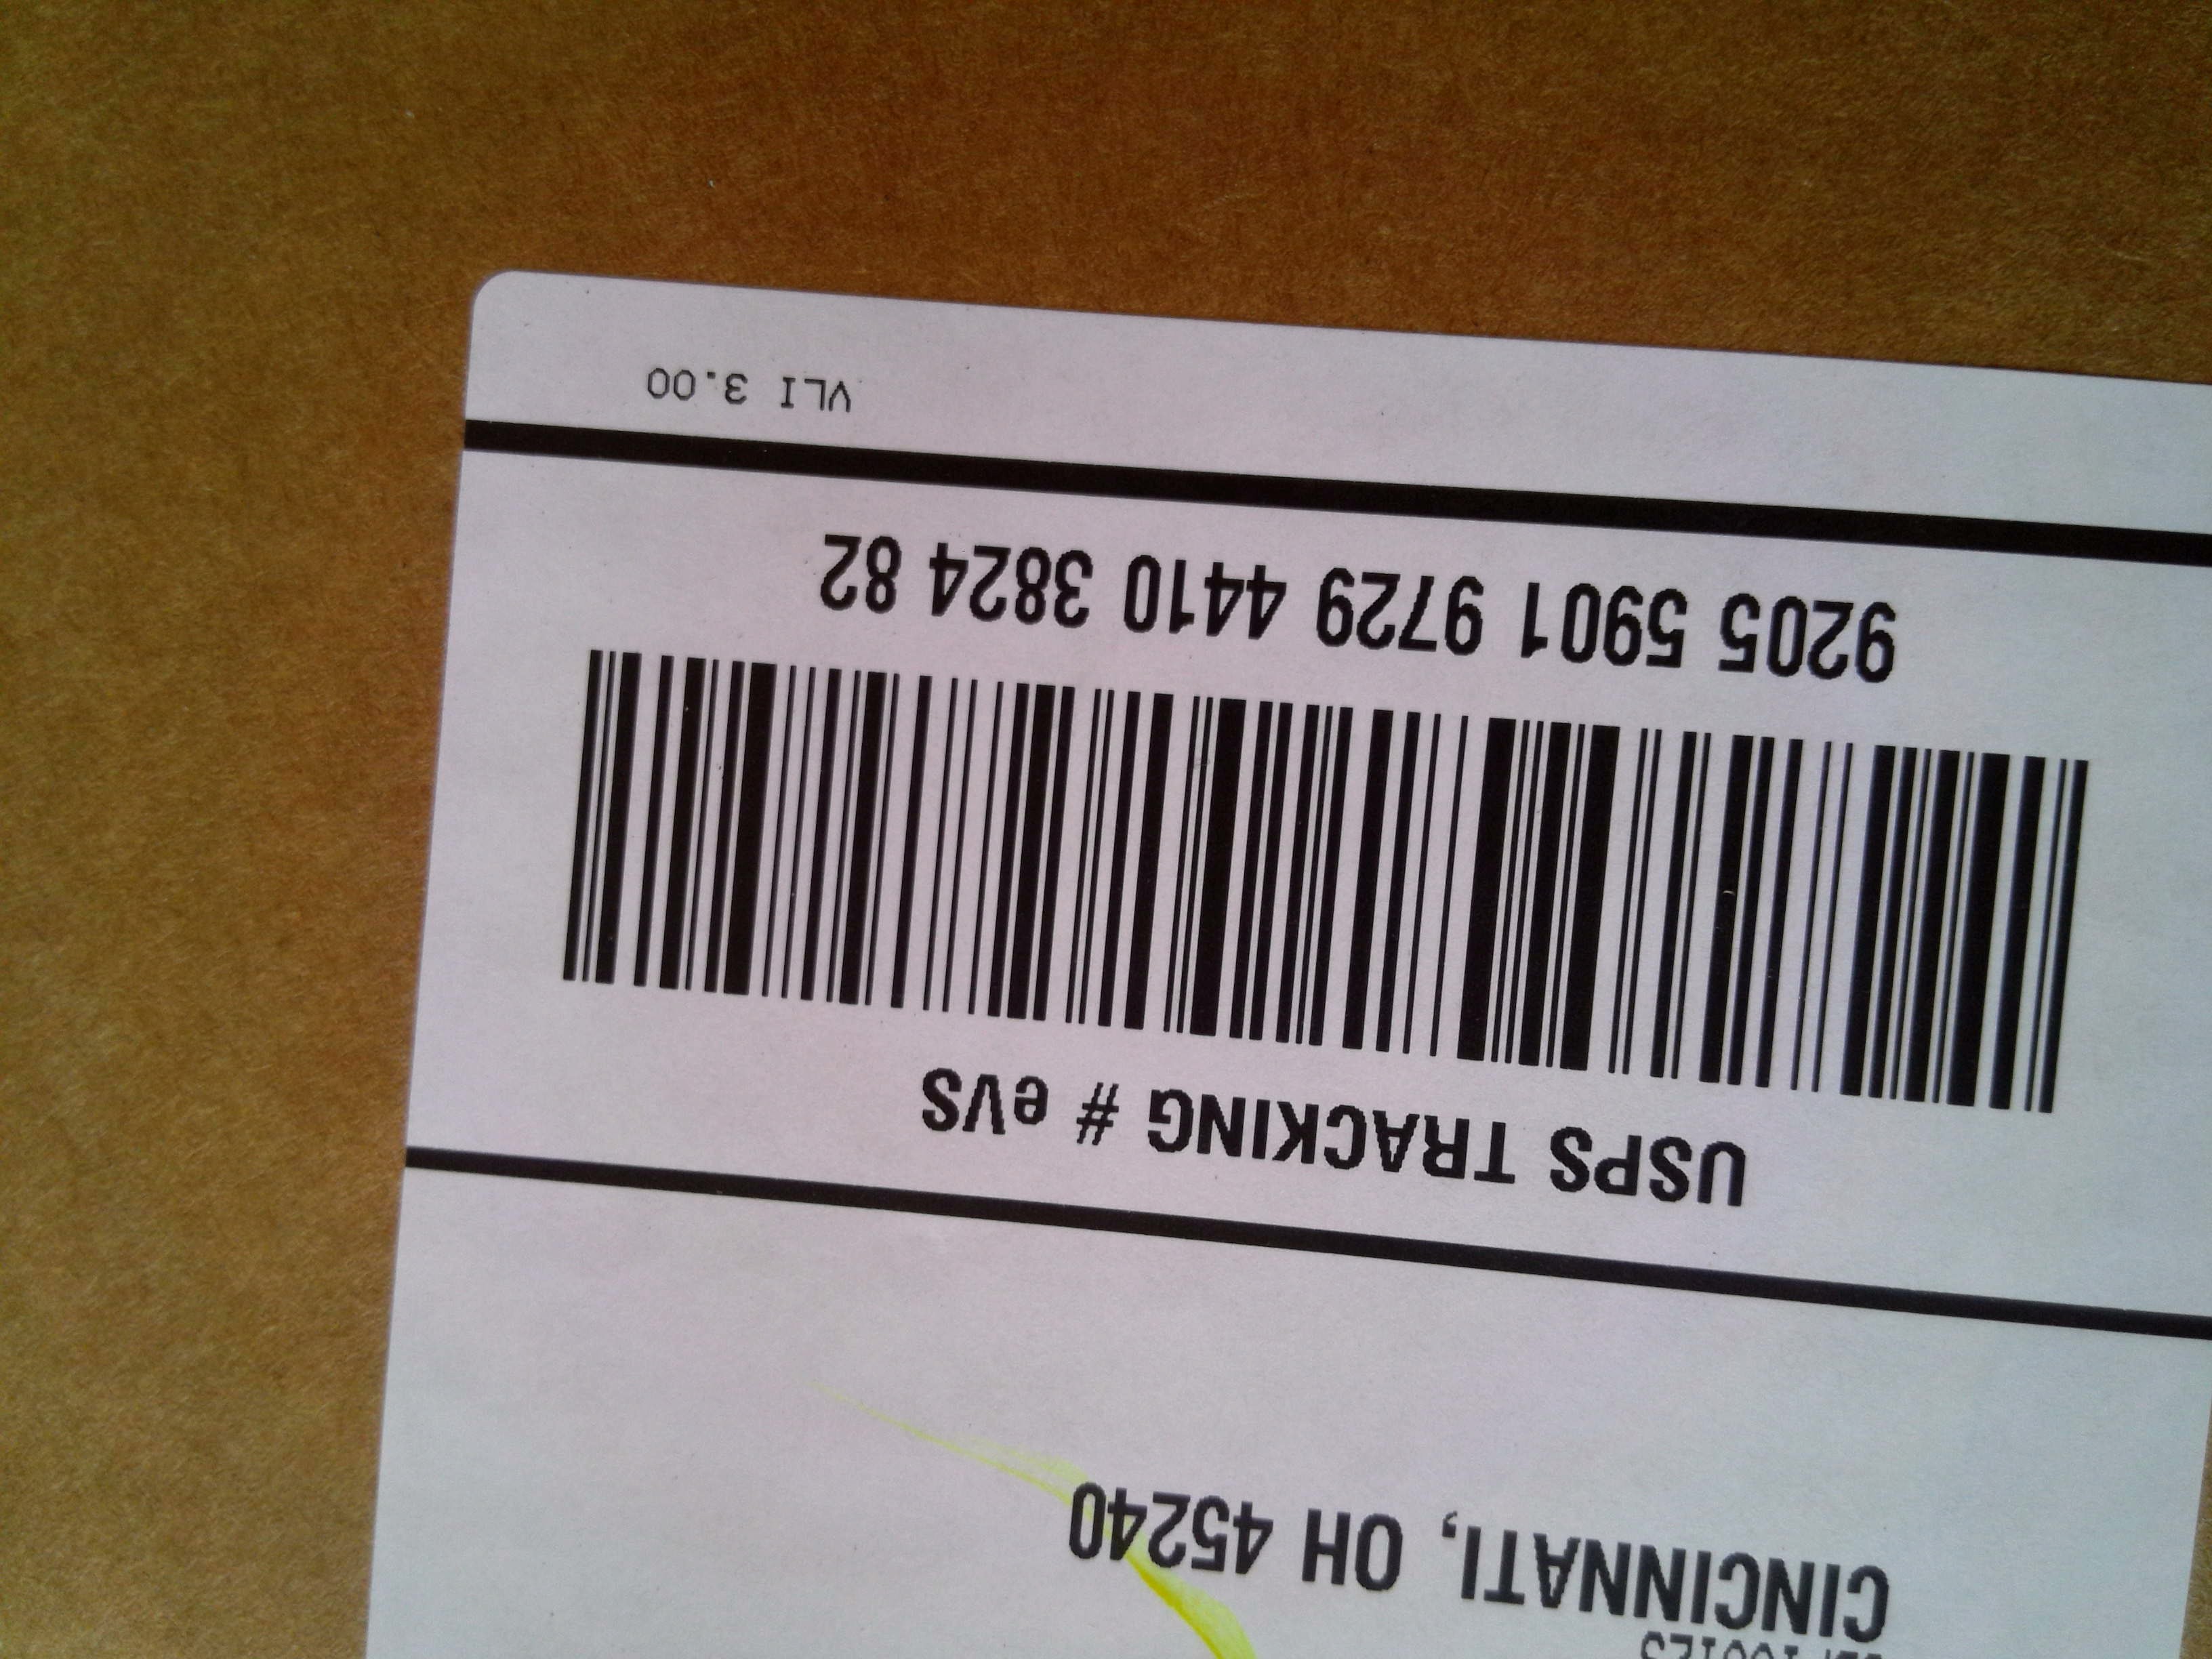 CINCINNATI, OH 45240
USPS TRACKING # eVS
9205 5901 9729 4410 3824 82
VLI 3.00